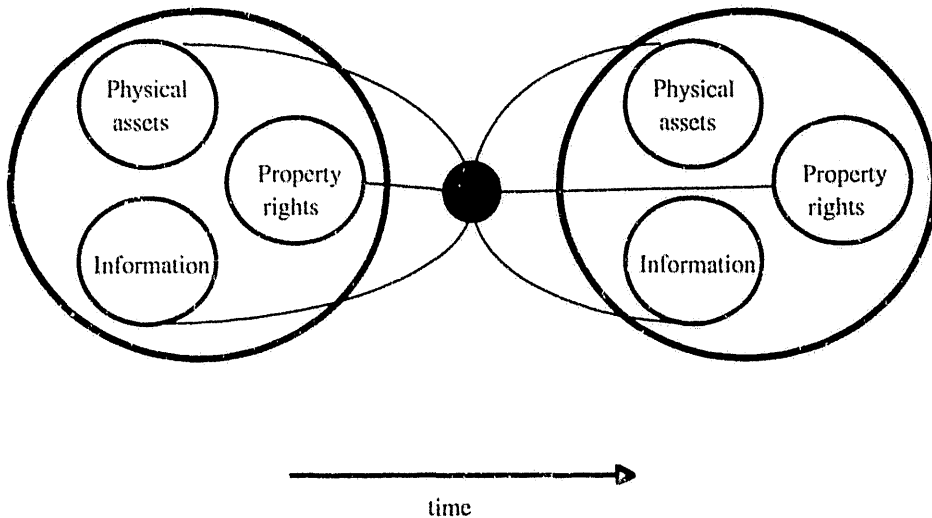 Physical
assets
Property
rights
Information
Physical
assets
Property
rights
Information
time